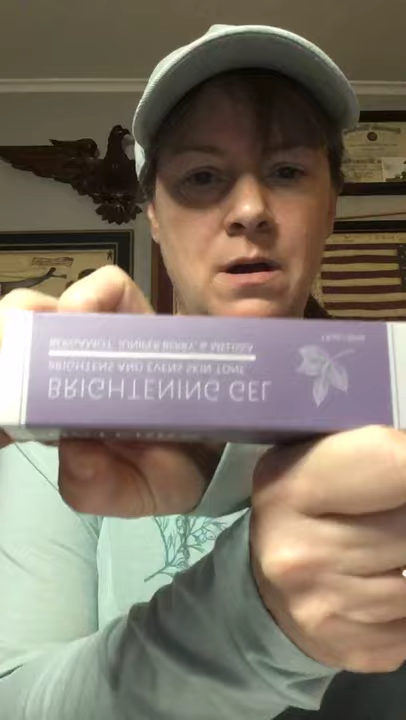 BRIGHTENING GEL
BRIGHTENS AND EVENS SKIN TONE
BERGAMOT, JUNIPER BERRY, & MELISSA